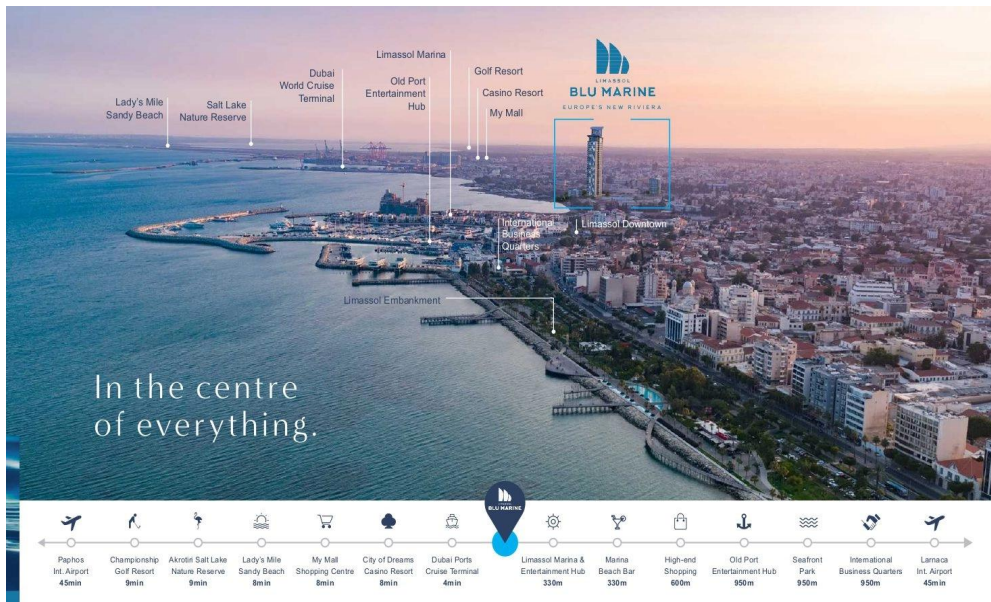 Limassol Marina
Dubai
World Cruise
Terminal
Old Port
Entertainment
Hub
Golf Resort
Casino Resort
My Mall
Lady's Mile
Sandy Beach
Salt Lake
Nature Reserve
LIMASSOL
BLU MARINE
EUROPE'S NEW RIVIERA
International
Business
Quarters
Limassol Downtown
Limassol Embankment
In the centre
of everything.
BLU MARINE
Paphos
Int. Airport
45min
Championship
Golf Resort
9min
Akrotiri Salt Lake
Nature Reserve
9min
Lady's Mile
Sandy Beach
8min
My Mall
Shopping Centre
8min
City of Dreams
Casino Resort
8min
Dubai Ports
Cruise Terminal
4min
Limassol Marina &
Entertainment Hub
330m
Marina
Beach Bar
330m
High-end
Shopping
600m
Old Port
Entertainment Hub
950m
Seafront
Park
950m
International
Business Quarters
950m
Larnaca
Int. Airport
45min